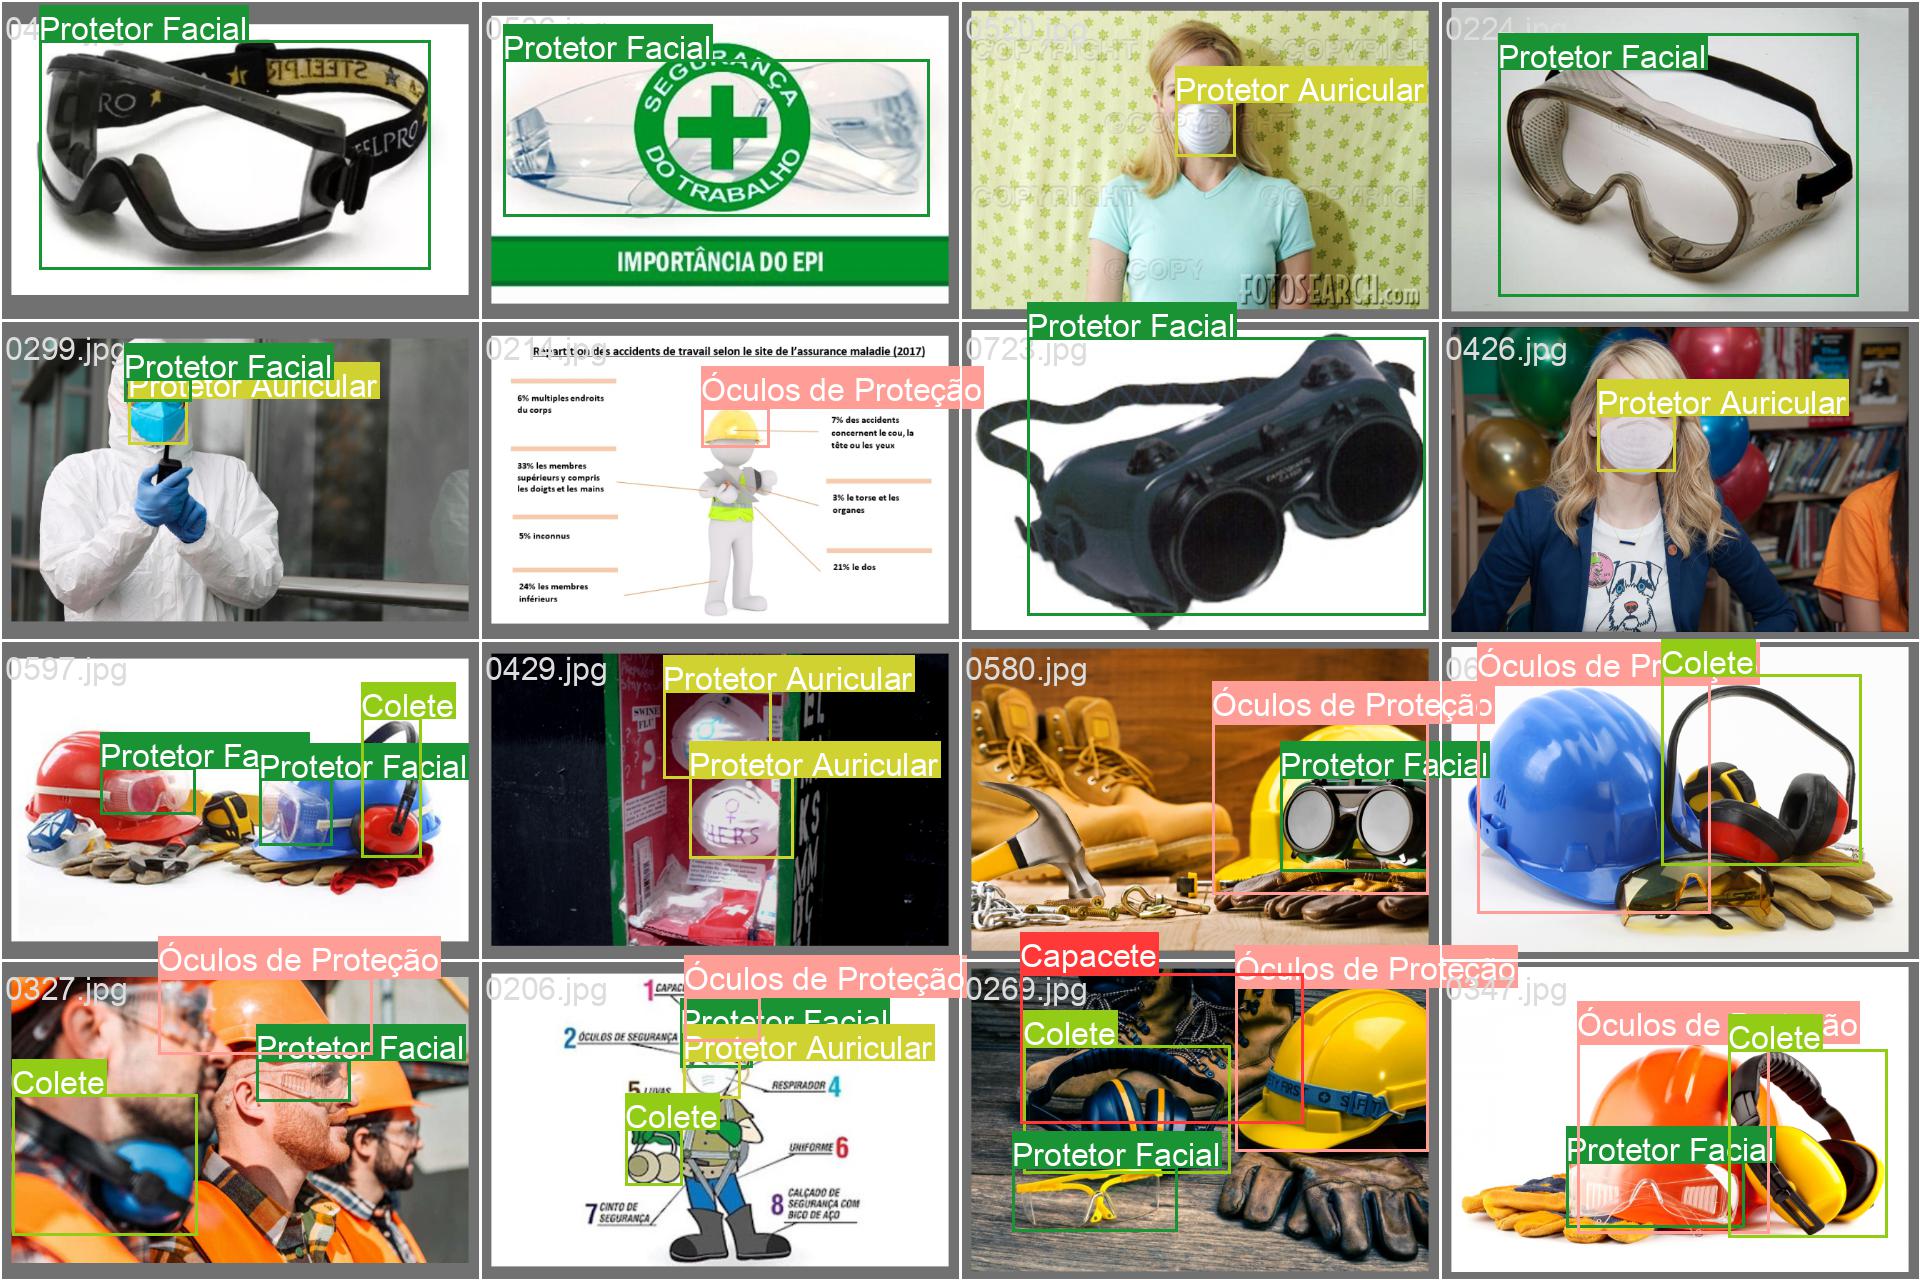 Protetor Facial
STEELPRO
RO
EELPRO
Protetor Facial
SEGURANÇA
DO TRABALHO
IMPORTÂNCIA DO EPI
0520.jpg
Protetor Auricular
COPYRIGHT
©COPY
FOTOSEARCH.com
0224.jpg
Protetor Facial
0299.jpg
Protetor Facial
Protetor Auricular
0214.jpg
Répartition des accidents de travail selon le site de l'assurance maladie (2017)
Óculos de Proteção
6% multiples endroits
du corps
7% des accidents
concernent le cou, la
tête ou les yeux
33% les membres
supérieurs y compris
les doigts et les mains
3% le torse et les
organes
5% inconnus
21% le dos
24% les membres
inférieurs
0723.jpg
Protetor Facial
0426.jpg
Protetor Auricular
0597.jpg
Protetor Fa
Protetor Facial
Colete
0429.jpg
Protetor Auricular
SWINE
FLU
?
Protetor Auricular
HERS
0580.jpg
Óculos de Proteção
Protetor Facial
Óculos de Pr
Colete
0327.jpg
Óculos de Proteção
Protetor Facial
Colete
0206.jpg
Óculos de Proteção
1 CAPAC
Protetor Facial
2 ÓCULOS DE SEGURANÇA
Protetor Auricular
5 LUVAS
RESPIRADOR 4
Colete
UNIFORME 6
7 CINTO DE
SEGURANÇA
8 CALÇADO DE
SEGURANÇA COM
BICO DE AÇO
0269.jpg
Capacete
Óculos de Proteção
Colete
Protetor Facial
0347.jpg
Óculos de
ão
Colete
Protetor Facial